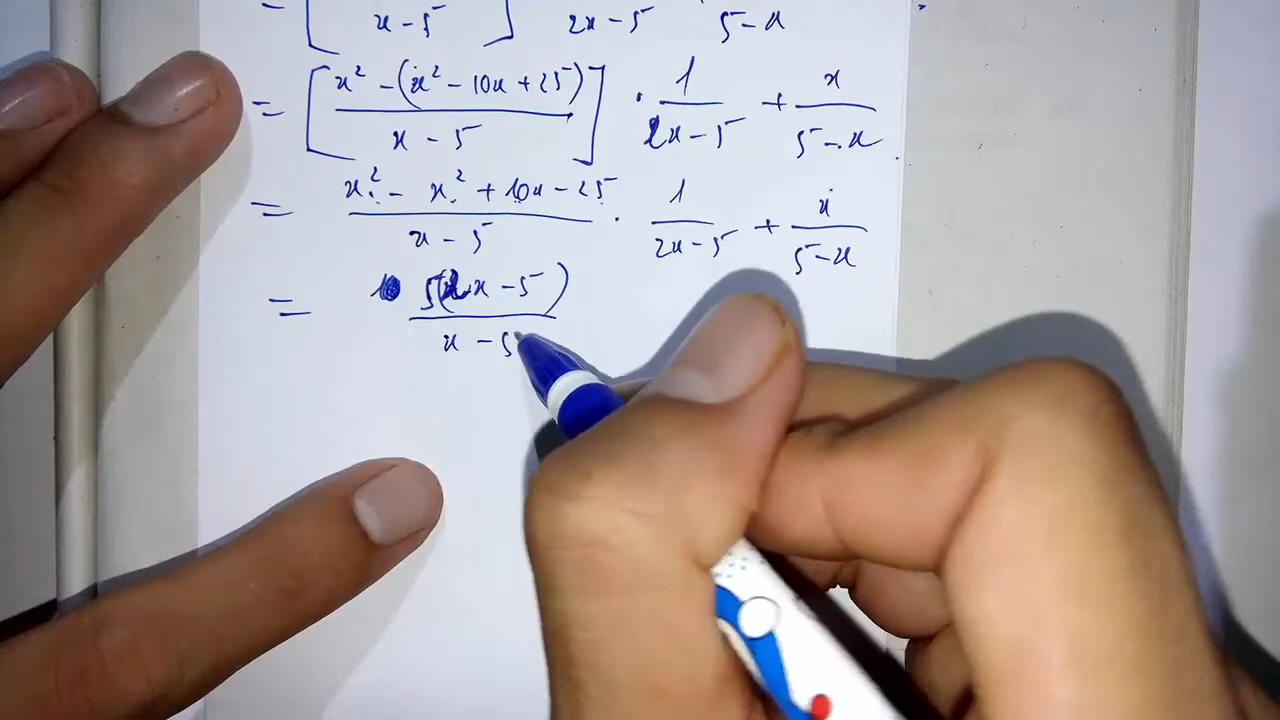 = [ / x-5 ] 2x-5 5-x
= [ (x² - (x² - 10x + 25)) / (x - 5) ] · 1/(2x-5) + x/(5-x)
= (x² - x² + 10x - 25) / (x - 5) · 1/(2x-5) + x/(5-x)
= 5(2x - 5) / (x - 5